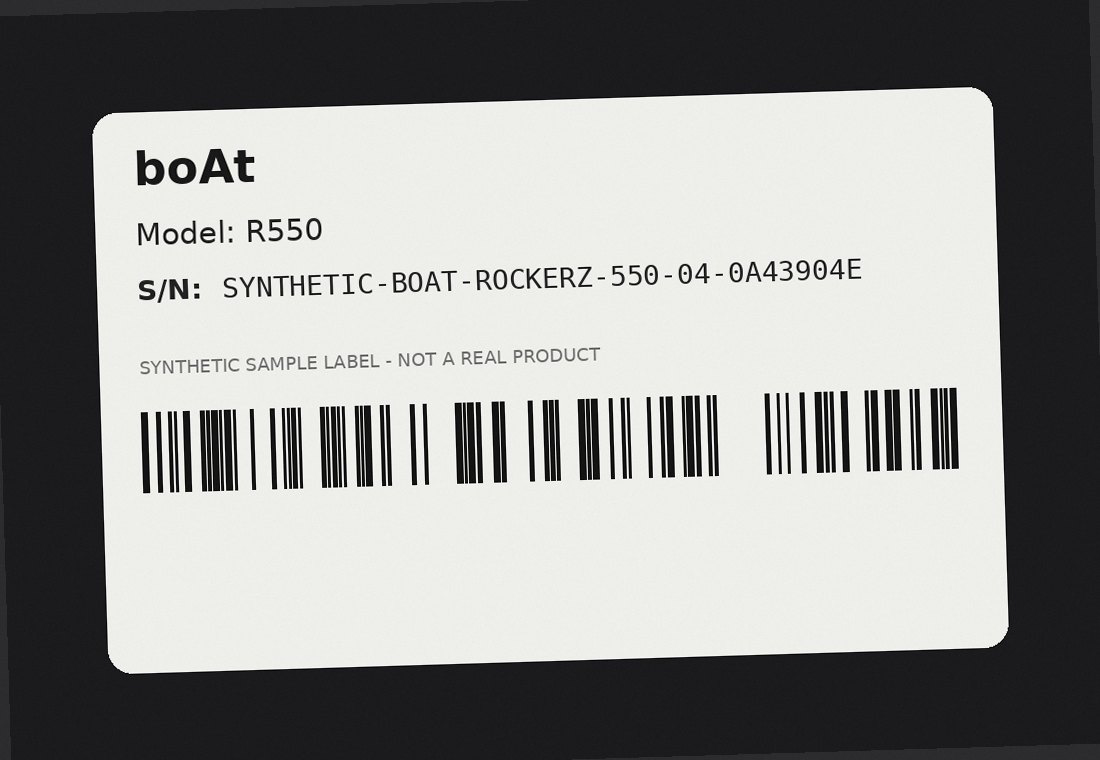 boAt
Model: R550
S/N: SYNTHETIC-BOAT-ROCKERZ-550-04-0A43904E
SYNTHETIC SAMPLE LABEL - NOT A REAL PRODUCT